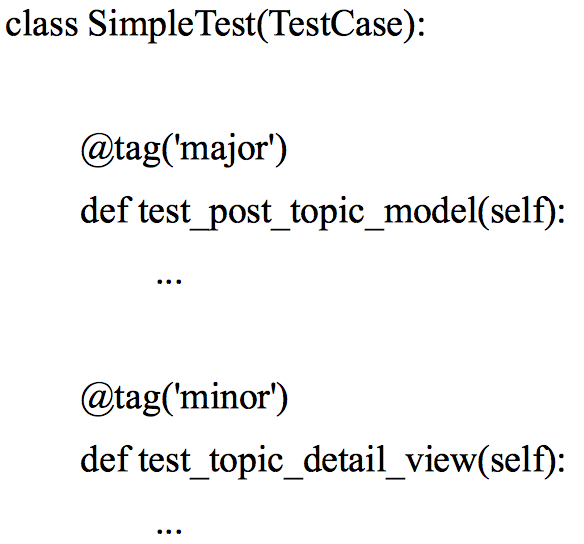 class SimpleTest(TestCase):
@tag('major')
def test_post_topic_model(self):
...
@tag('minor')
def test_topic_detail_view(self):
...